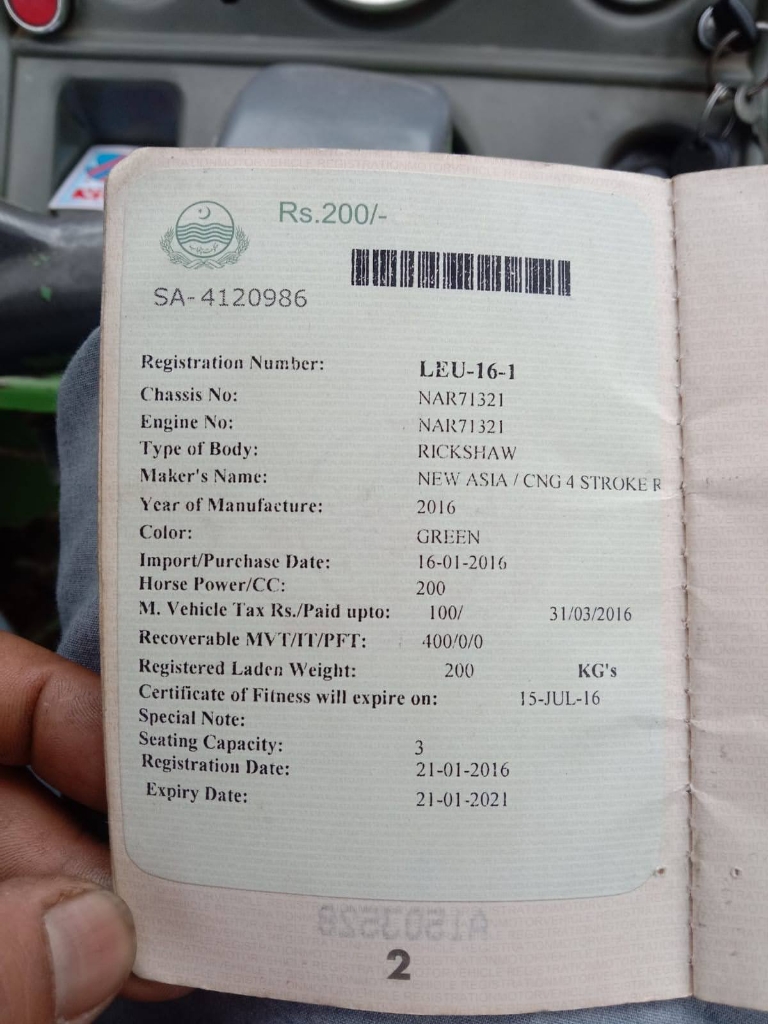 Rs.200/-
SA-4120986
Registration Number: LEU-16-1
Chassis No: NAR71321
Engine No: NAR71321
Type of Body: RICKSHAW
Maker's Name: NEW ASIA / CNG 4 STROKE R
Year of Manufacture: 2016
Color: GREEN
Import/Purchase Date: 16-01-2016
Horse Power/CC: 200
M. Vehicle Tax Rs./Paid upto: 100/ 31/03/2016
Recoverable MVT/IT/PFT: 400/0/0
Registered Laden Weight: 200 KG's
Certificate of Fitness will expire on: 15-JUL-16
Special Note:
Seating Capacity: 3
Registration Date: 21-01-2016
Expiry Date: 21-01-2021
A1503528
2